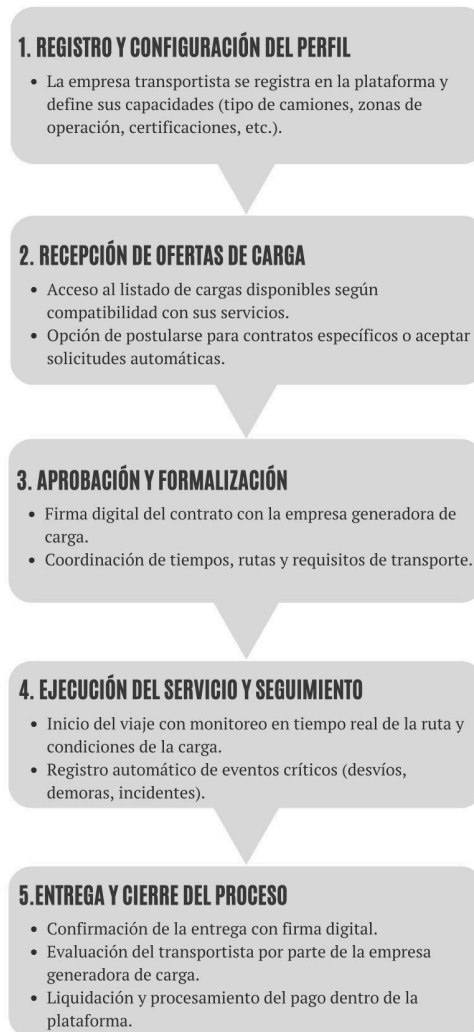 1. REGISTRO Y CONFIGURACIÓN DEL PERFIL
• La empresa transportista se registra en la plataforma y
define sus capacidades (tipo de camiones, zonas de
operación, certificaciones, etc.).
2. RECEPCIÓN DE OFERTAS DE CARGA
• Acceso al listado de cargas disponibles según
compatibilidad con sus servicios.
• Opción de postularse para contratos específicos o aceptar
solicitudes automáticas.
3. APROBACIÓN Y FORMALIZACIÓN
• Firma digital del contrato con la empresa generadora de
carga.
• Coordinación de tiempos, rutas y requisitos de transporte.
4. EJECUCIÓN DEL SERVICIO Y SEGUIMIENTO
• Inicio del viaje con monitoreo en tiempo real de la ruta y
condiciones de la carga.
• Registro automático de eventos críticos (desvíos,
demoras, incidentes).
5.ENTREGA Y CIERRE DEL PROCESO
• Confirmación de la entrega con firma digital.
• Evaluación del transportista por parte de la empresa
generadora de carga.
• Liquidación y procesamiento del pago dentro de la
plataforma.